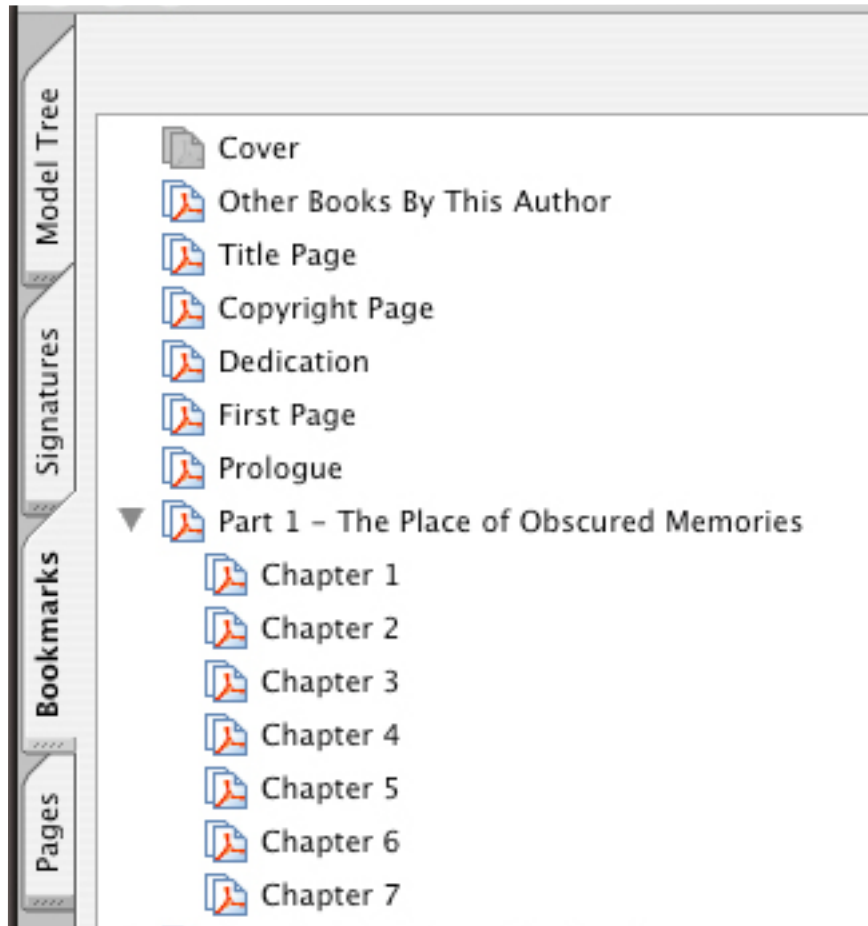 Model Tree
Signatures
Bookmarks
Pages
Cover
Other Books By This Author
Title Page
Copyright Page
Dedication
First Page
Prologue
Part 1 – The Place of Obscured Memories
Chapter 1
Chapter 2
Chapter 3
Chapter 4
Chapter 5
Chapter 6
Chapter 7